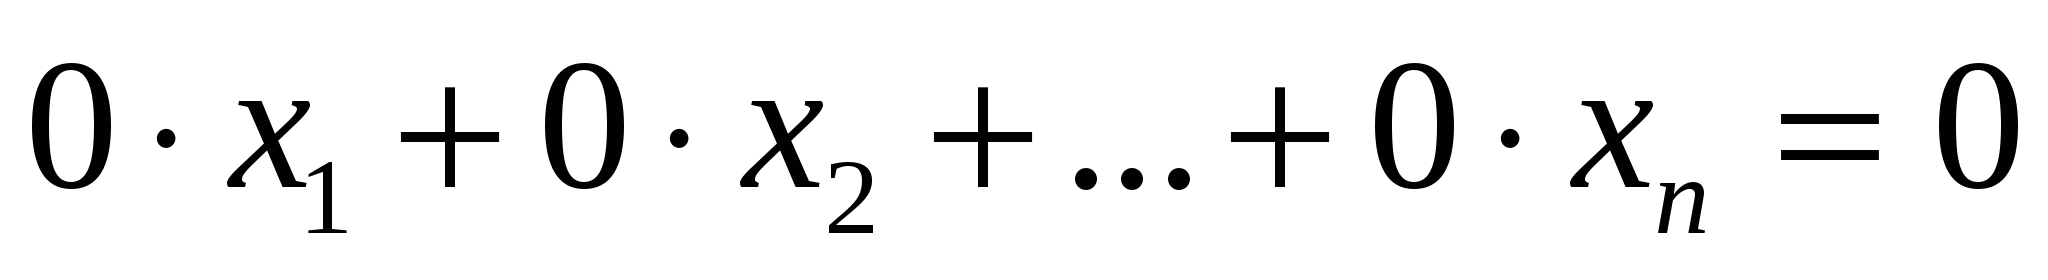 0 · x₁ + 0 · x₂ + ... + 0 · xₙ = 0